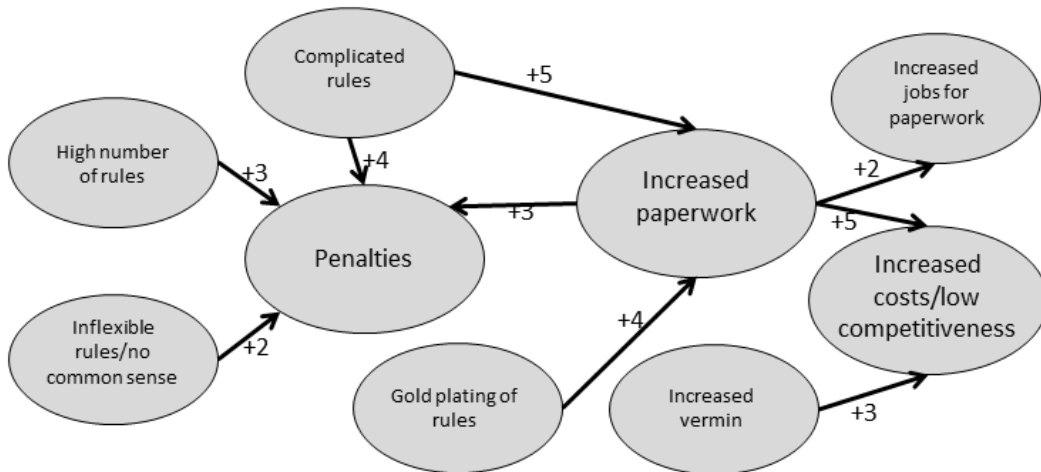 Complicated
rules
+5
Increased
jobs for
paperwork
High number
of rules
+3
+4
+2
Increased
paperwork
+3
+5
Penalties
Increased
costs/low
competitiveness
Inflexible
rules/no
common sense
+2
+4
Gold plating of
rules
Increased
vermin
+3